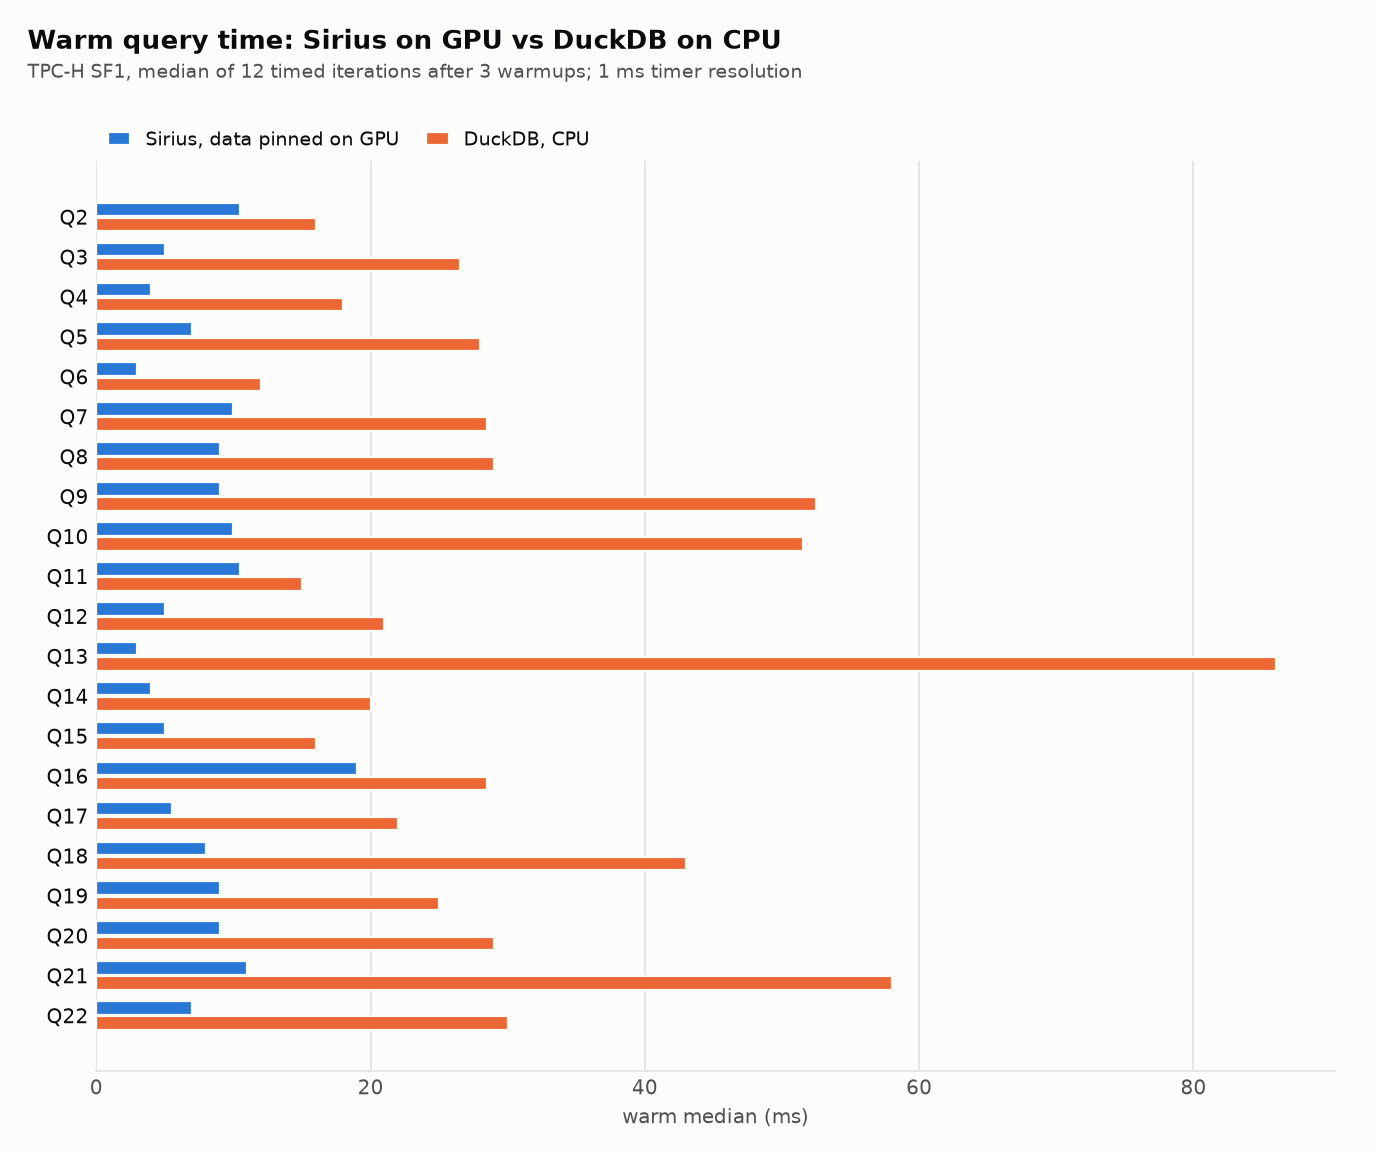 Warm query time: Sirius on GPU vs DuckDB on CPU
TPC-H SF1, median of 12 timed iterations after 3 warmups; 1 ms timer resolution
Sirius, data pinned on GPU
DuckDB, CPU
Q2
Q3
Q4
Q5
Q6
Q7
Q8
Q9
Q10
Q11
Q12
Q13
Q14
Q15
Q16
Q17
Q18
Q19
Q20
Q21
Q22
0 20 40 60 80
warm median (ms)